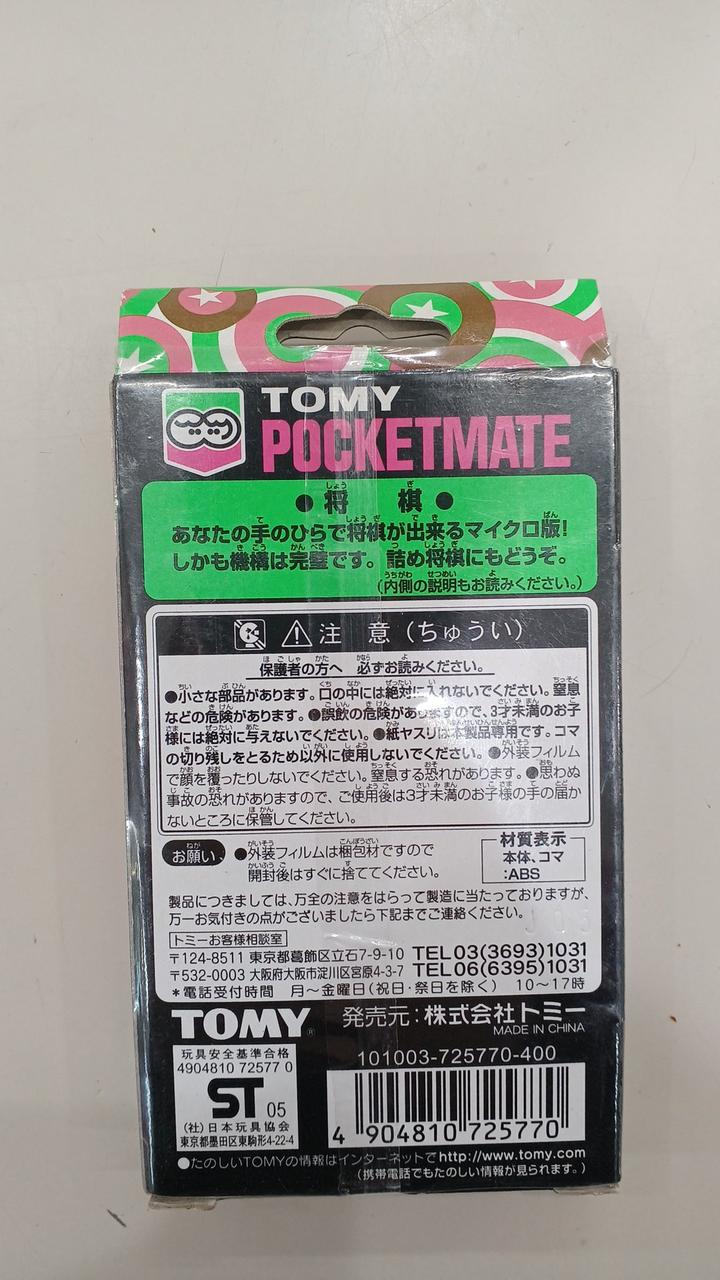 TOMY
POCKETMATE
●将 棋●
あなたの手のひらで将棋が出来るマイクロ版!
しかも機構は完璧です。詰め将棋にもどうぞ。
(内側の説明もお読みください。)
注 意(ちゅうい)
保護者の方へ 必ずお読みください。
●小さな部品があります。口の中には絶対に入れないでください。窒息
などの危険があります。●誤飲の危険がありますので、3才未満のお子
様には絶対に与えないでください。●紙ヤスリは本製品専用です。コマ
の切り残しをとるため以外に使用しないでください。●外装フィルム
で顔を覆ったりしないでください。窒息する恐れがあります。●思わぬ
事故の恐れがありますので、ご使用後は3才未満のお子様の手の届か
ないところに保管してください。
お願い ●外装フィルムは梱包材ですので
開封後はすぐに捨ててください。
材質表示
本体、コマ
:ABS
製品につきましては、万全の注意をはらって製造に当たっておりますが、
万一お気付きの点がございましたら下記までご連絡ください。
トミーお客様相談室
〒124-8511 東京都葛飾区立石7-9-10 TEL03(3693)1031
〒532-0003 大阪府大阪市淀川区宮原4-3-7 TEL06(6395)1031
*電話受付時間 月〜金曜日(祝日・祭日を除く) 10〜17時
TOMY® 発売元:株式会社トミー
MADE IN CHINA
玩具安全基準合格
4904810 72577 0
ST 05
(社)日本玩具協会
東京都墨田区東駒形4-22-4
101003-725770-400
4 904810 725770
●たのしいTOMYの情報はインターネットでhttp://www.tomy.com
(携帯電話でもたのしい情報が見られます。)